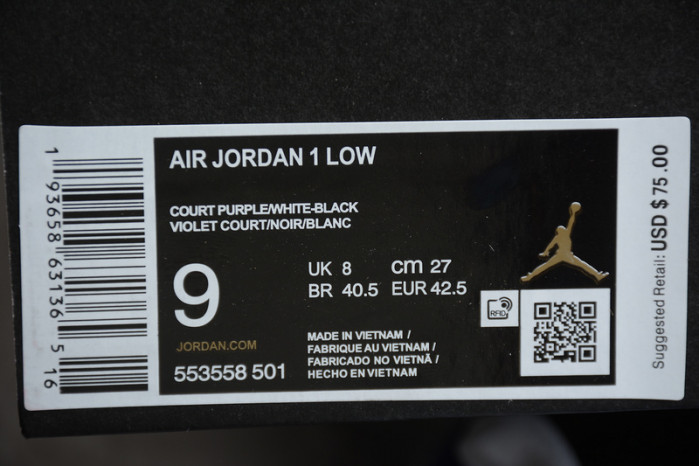 AIR JORDAN 1 LOW
COURT PURPLE/WHITE-BLACK
VIOLET COURT/NOIR/BLANC
9
UK 8 cm 27
BR 40.5 EUR 42.5
RFID
JORDAN.COM
553558 501
MADE IN VIETNAM /
FABRIQUE AU VIETNAM /
FABRICADO NO VIETNÃ /
HECHO EN VIETNAM
1 93658 63136 5 16
Suggested Retail: USD $ 75.00